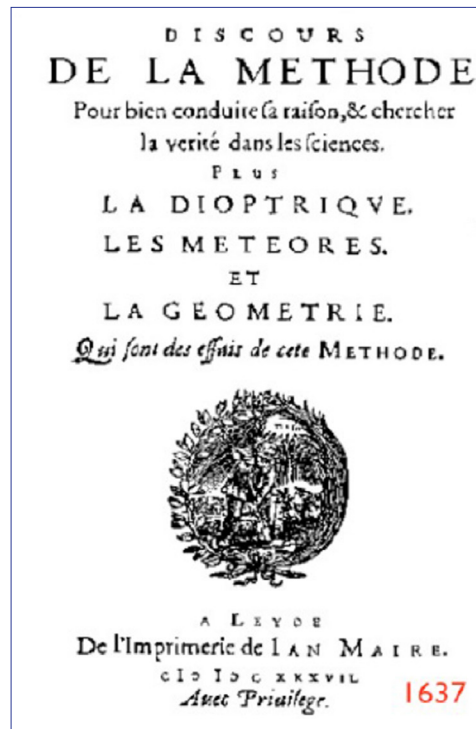 DISCOURS
DE LA METHODE
Pour bien conduire ſa raiſon, & chercher
la verité dans les ſciences.
PLUS
LA DIOPTRIQVE.
LES METEORES.
ET
LA GEOMETRIE.
Qui ſont des eſſais de cete METHODE.
A LEYDE
De l'Imprimerie de IAN MAIRE.
CIↃ IↃ C XXXVII.
Auec Priuilege.
1637